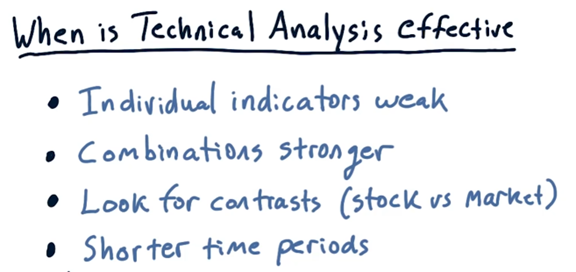 When is Technical Analysis effective
• Individual indicators weak
• Combinations stronger
• Look for contrasts (stock vs market)
• Shorter time periods